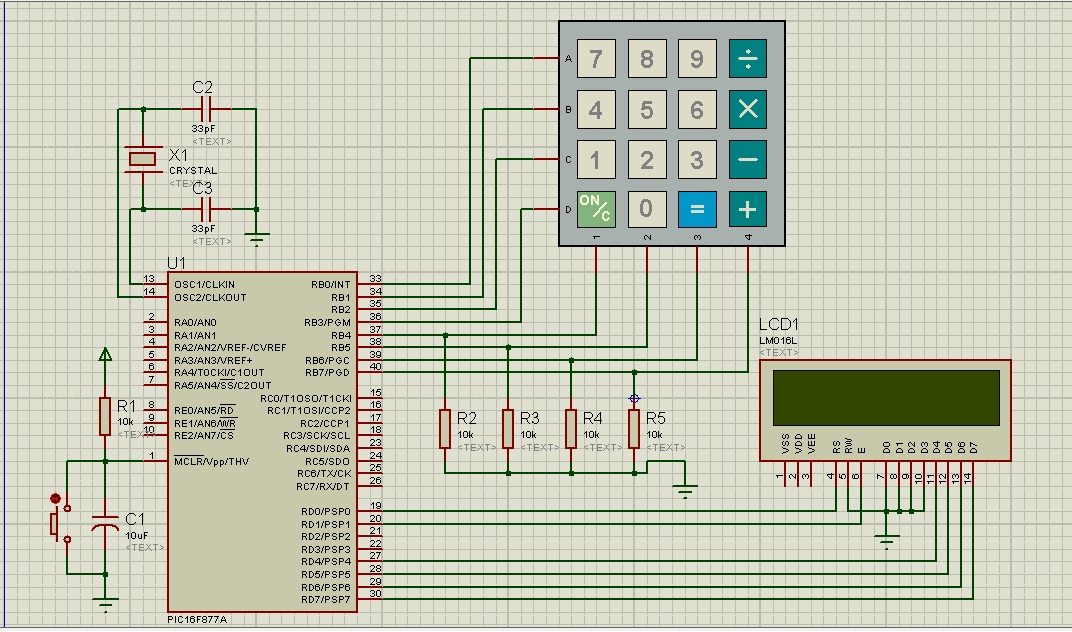 C2
33pF
<TEXT>
X1
CRYSTAL
<TEXT>
C3
33pF
<TEXT>
A
7 8 9 ÷
B
4 5 6 ×
C
1 2 3 −
D
ON/C 0 = +
1 2 3 4
U1
13 OSC1/CLKIN
14 OSC2/CLKOUT
2 RA0/AN0
3 RA1/AN1
4 RA2/AN2/VREF-/CVREF
5 RA3/AN3/VREF+
6 RA4/T0CKI/C1OUT
7 RA5/AN4/SS/C2OUT
8 RE0/AN5/RD
9 RE1/AN6/WR
10 RE2/AN7/CS
1 MCLR/Vpp/THV
RB0/INT 33
RB1 34
RB2 35
RB3/PGM 36
RB4 37
RB5 38
RB6/PGC 39
RB7/PGD 40
RC0/T1OSO/T1CKI 15
RC1/T1OSI/CCP2 16
RC2/CCP1 17
RC3/SCK/SCL 18
RC4/SDI/SDA 23
RC5/SDO 24
RC6/TX/CK 25
RC7/RX/DT 26
RD0/PSP0 19
RD1/PSP1 20
RD2/PSP2 21
RD3/PSP3 22
RD4/PSP4 27
RD5/PSP5 28
RD6/PSP6 29
RD7/PSP7 30
PIC16F877A
R1
10k
<TEXT>
C1
10uF
<TEXT>
R2
10k
<TEXT>
R3
10k
<TEXT>
R4
10k
<TEXT>
R5
10k
<TEXT>
LCD1
LM016L
<TEXT>
VSS VDD VEE RS RW E D0 D1 D2 D3 D4 D5 D6 D7
1 2 3 4 5 6 7 8 9 10 11 12 13 14